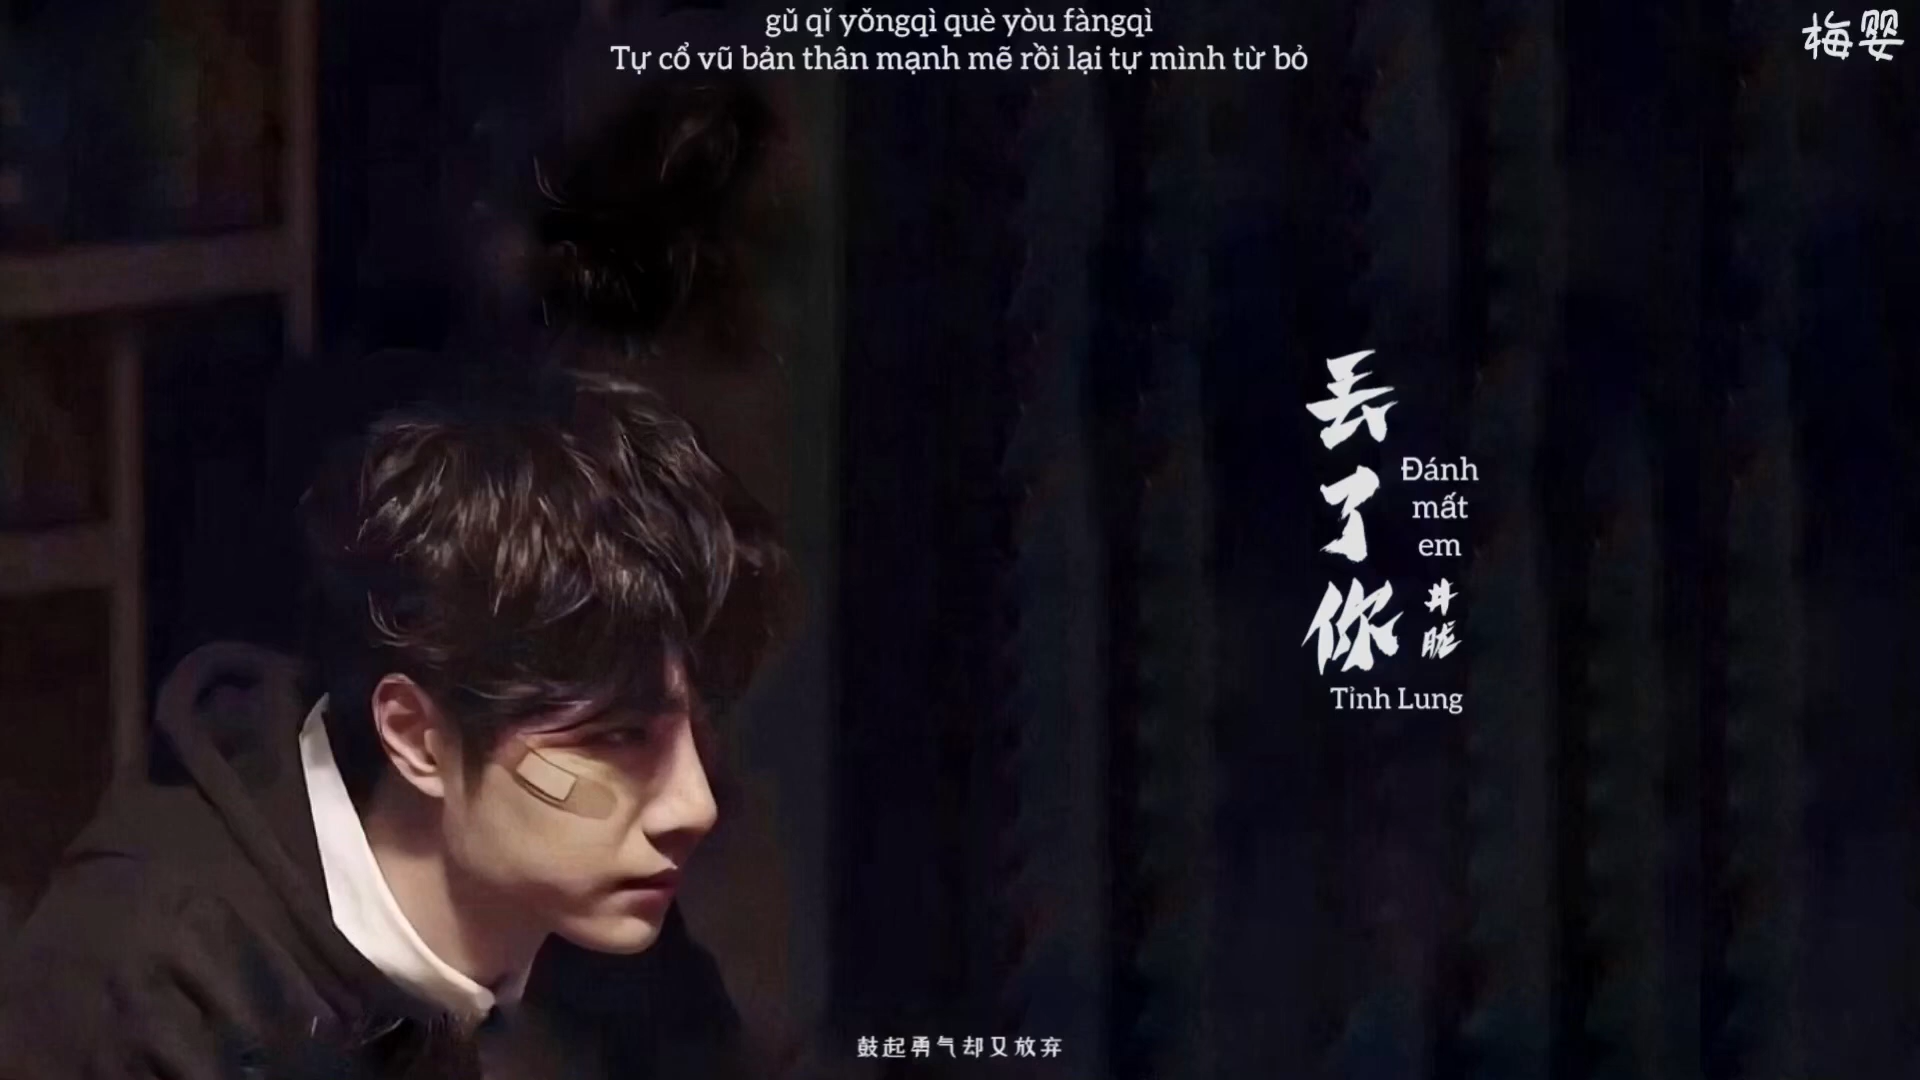 gǔ qǐ yǒngqì què yòu fàngqì
Tự cổ vũ bản thân mạnh mẽ rồi lại tự mình từ bỏ
梅婴
丢了你
Đánh
mất
em
井胧
Tỉnh Lung
鼓起勇气却又放弃